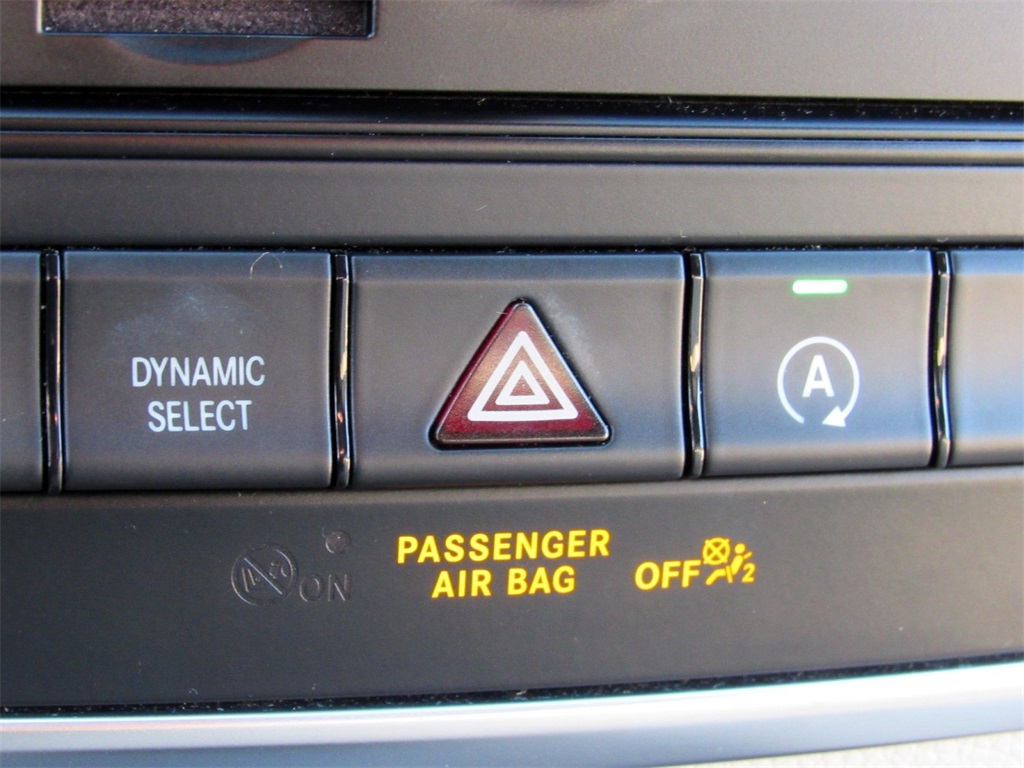 DYNAMIC
SELECT
A
PASSENGER
AIR BAG
ON
OFF
2